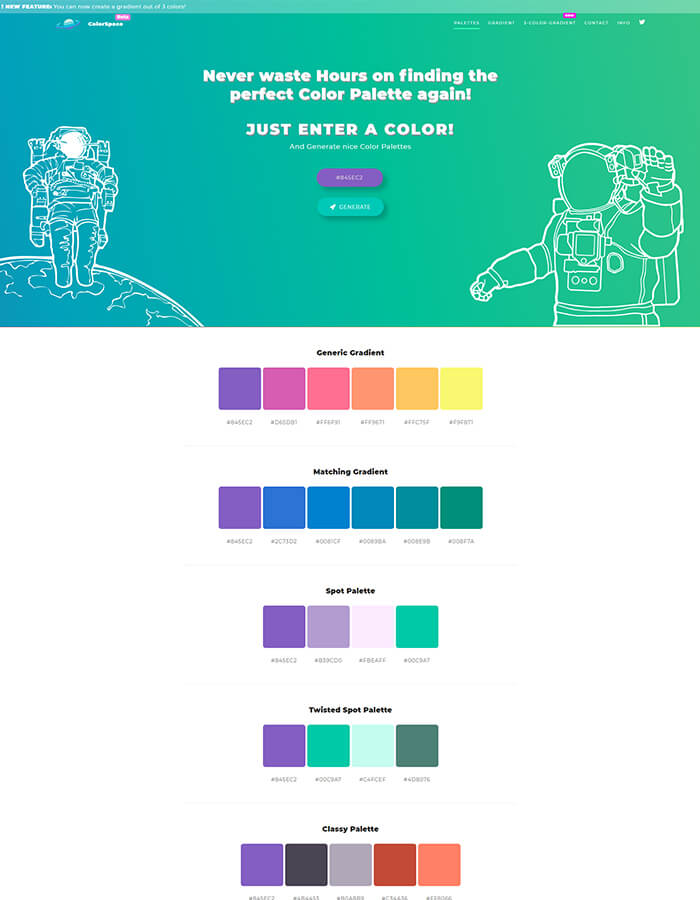 ! NEW FEATURE: You can now create a gradient out of 3 colors!
ColorSpace
Beta
PALETTES GRADIENT 3-COLOR-GRADIENT CONTACT INFO
Never waste Hours on finding the
perfect Color Palette again!
JUST ENTER A COLOR!
And Generate nice Color Palettes
#845EC2
GENERATE
Generic Gradient
#845EC2 #D65DB1 #FF6F91 #FF9671 #FFC75F #F9F871
Matching Gradient
#845EC2 #2C73D2 #0081CF #0089BA #008E9B #008F7A
Spot Palette
#845EC2 #B39CD0 #FBEAFF #00C9A7
Twisted Spot Palette
#845EC2 #00C9A7 #C4FCEF #4D8076
Classy Palette
#845EC2 #4B4453 #B0A8B9 #C34A36 #FF8066